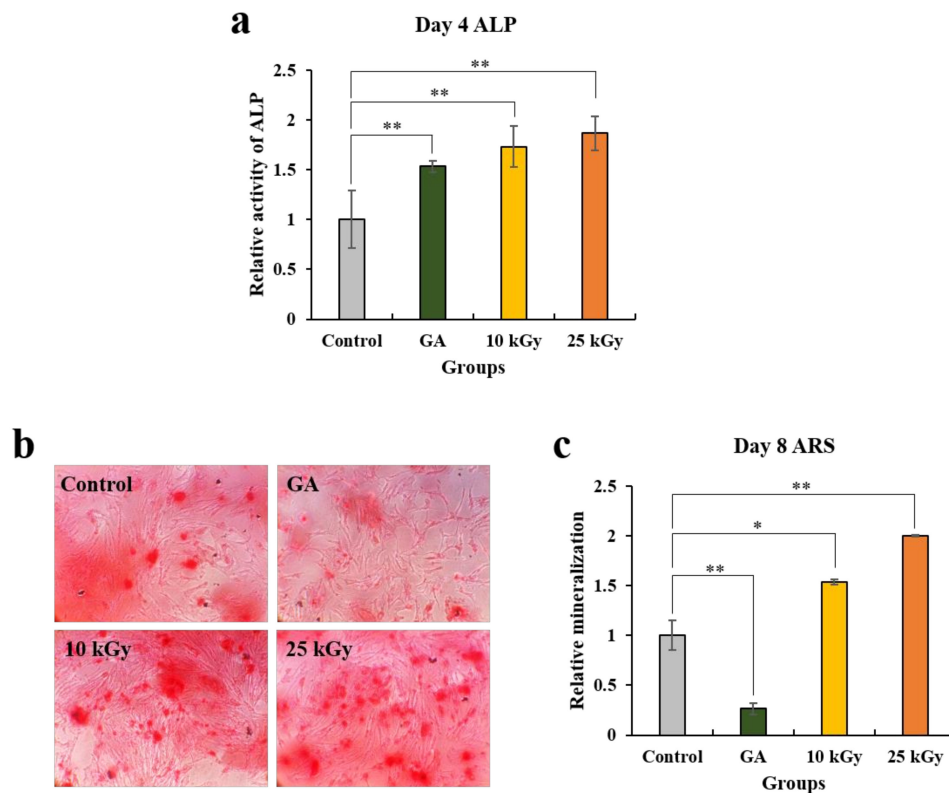 a
Day 4 ALP
**
**
**
Relative activity of ALP
2.5
2
1.5
1
0.5
0
Control GA 10 kGy 25 kGy
Groups
b
Control
GA
10 kGy
25 kGy
c
Day 8 ARS
**
*
**
Relative mineralization
2.5
2
1.5
1
0.5
0
Control GA 10 kGy 25 kGy
Groups